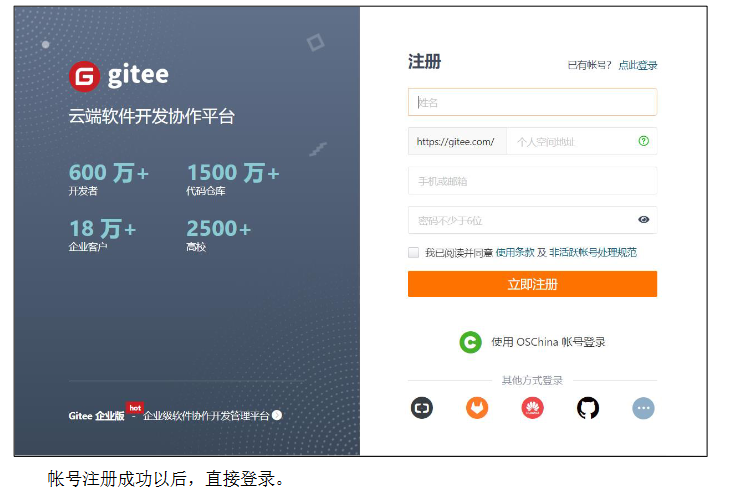 gitee
云端软件开发协作平台
600 万+
开发者
1500 万+
代码仓库
18 万+
企业客户
2500+
高校
hot
Gitee 企业版 - 企业级软件协作开发管理平台
注册
已有帐号？ 点此登录
姓名
https://gitee.com/ 个人空间地址
手机或邮箱
密码不少于6位
我已阅读并同意 使用条款 及 非活跃帐号处理规范
立即注册
使用 OSChina 帐号登录
其他方式登录
HUAWEI
帐号注册成功以后，直接登录。